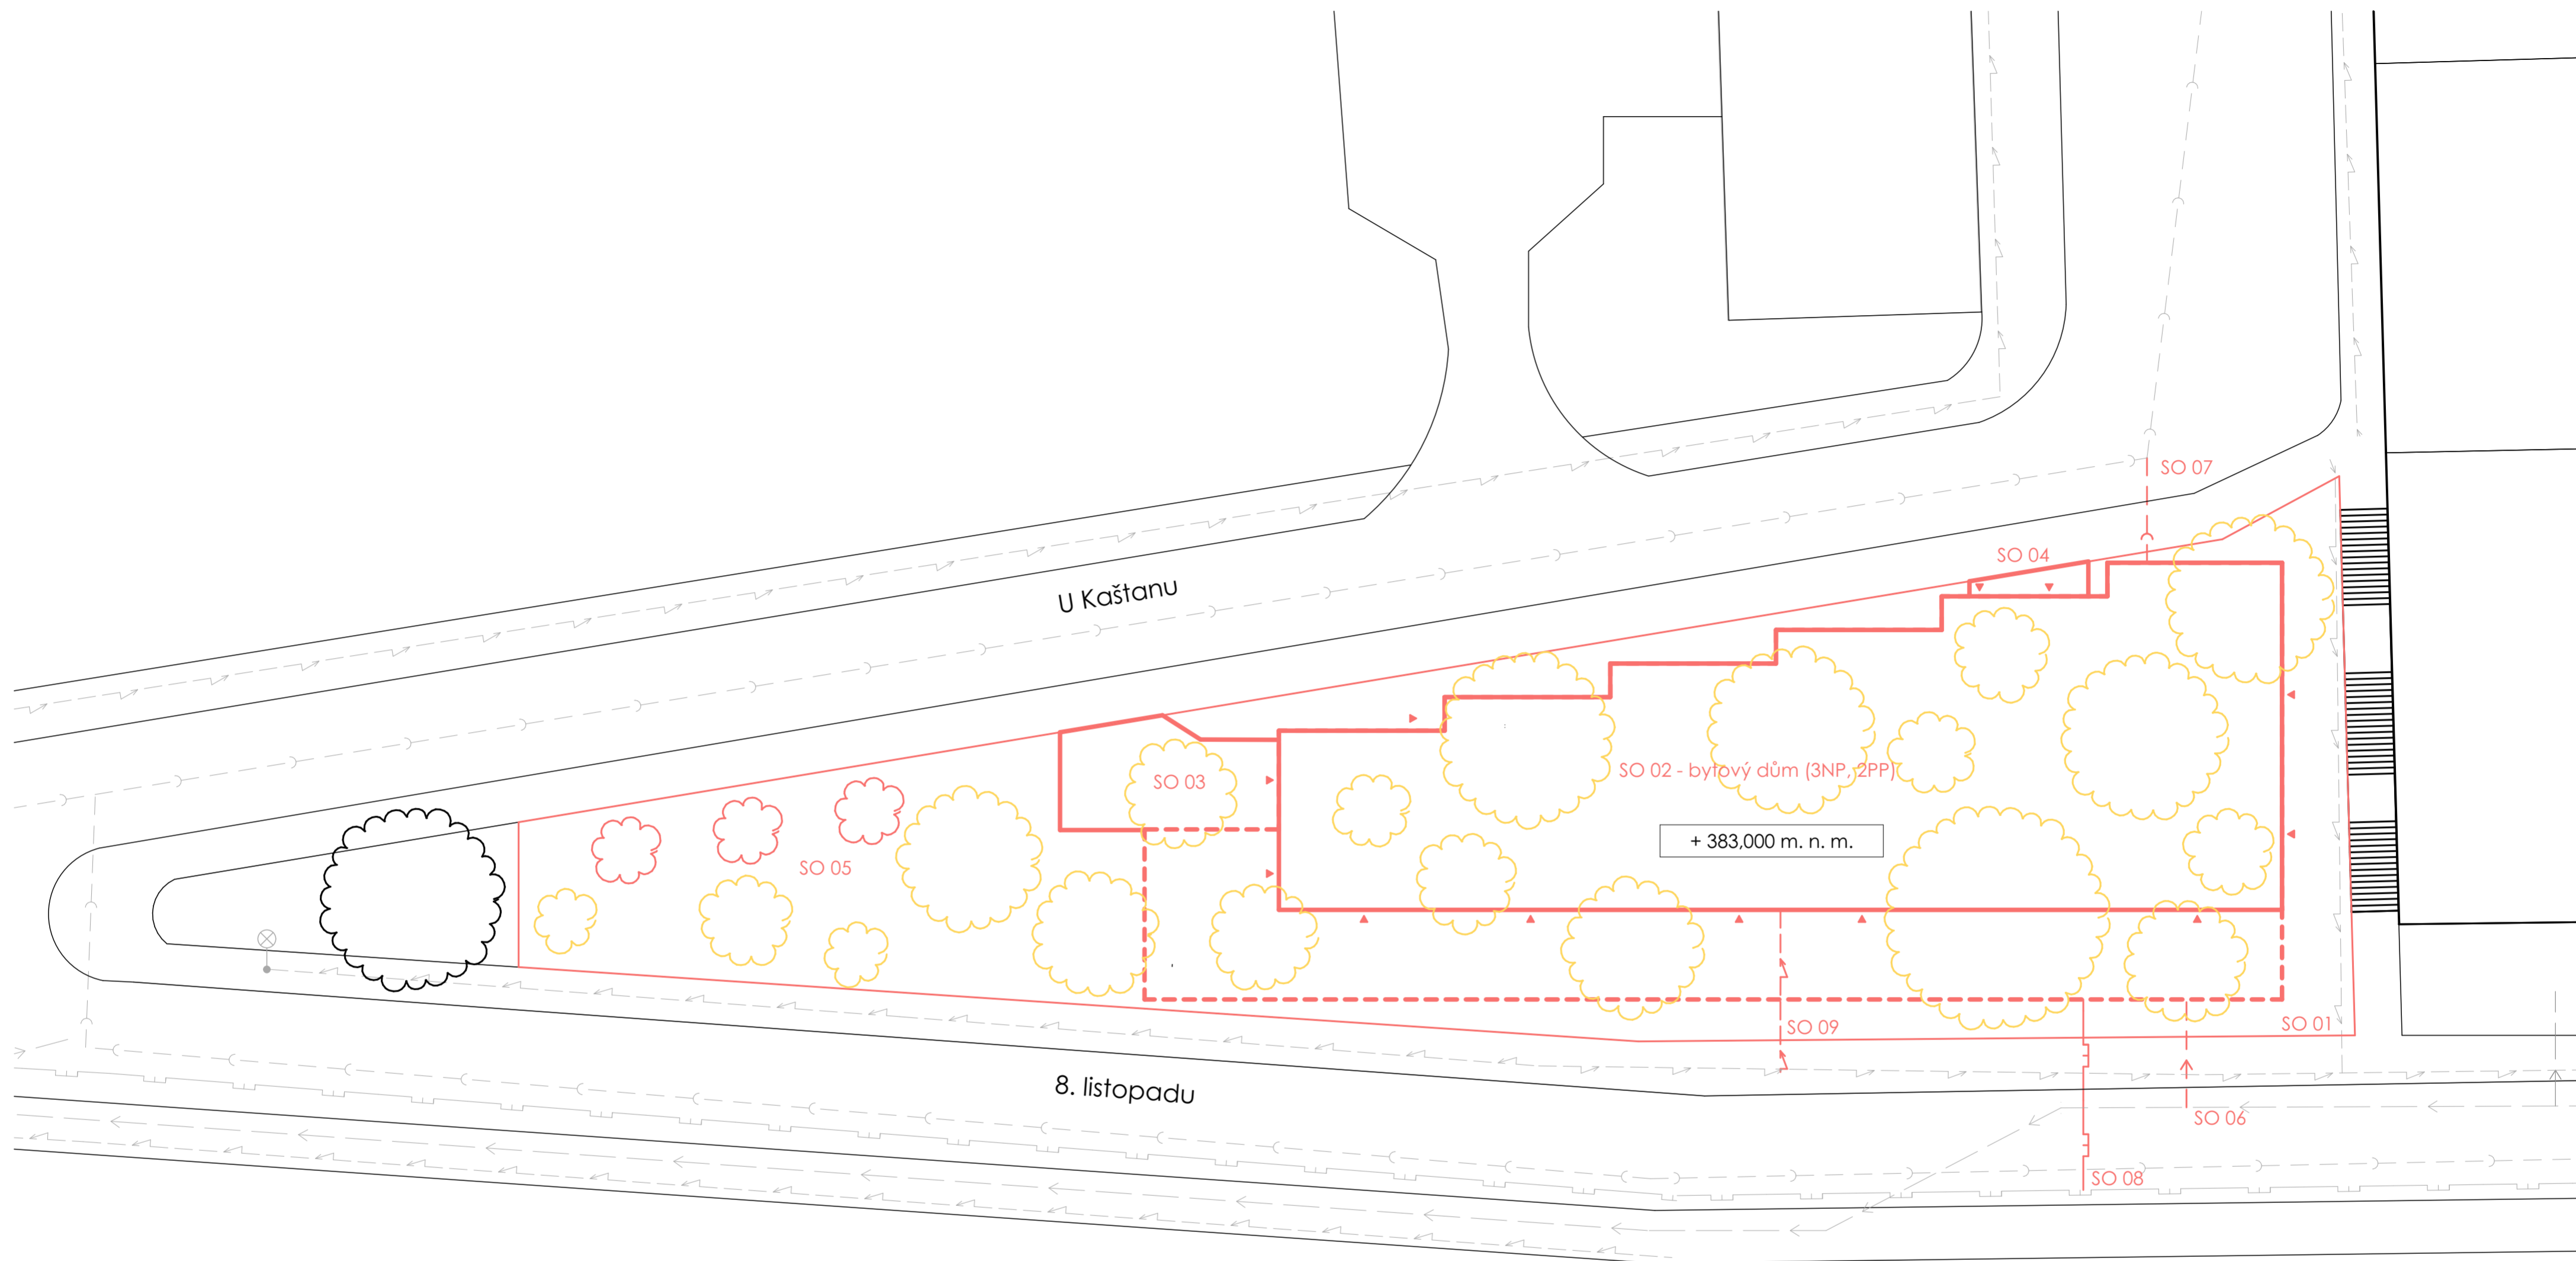 SO 07
SO 04
U Kaštanu
SO 03
SO 02 - bytový dům (3NP, 2PP)
+ 383,000 m. n. m.
SO 05
SO 09
SO 01
8. listopadu
SO 06
SO 08